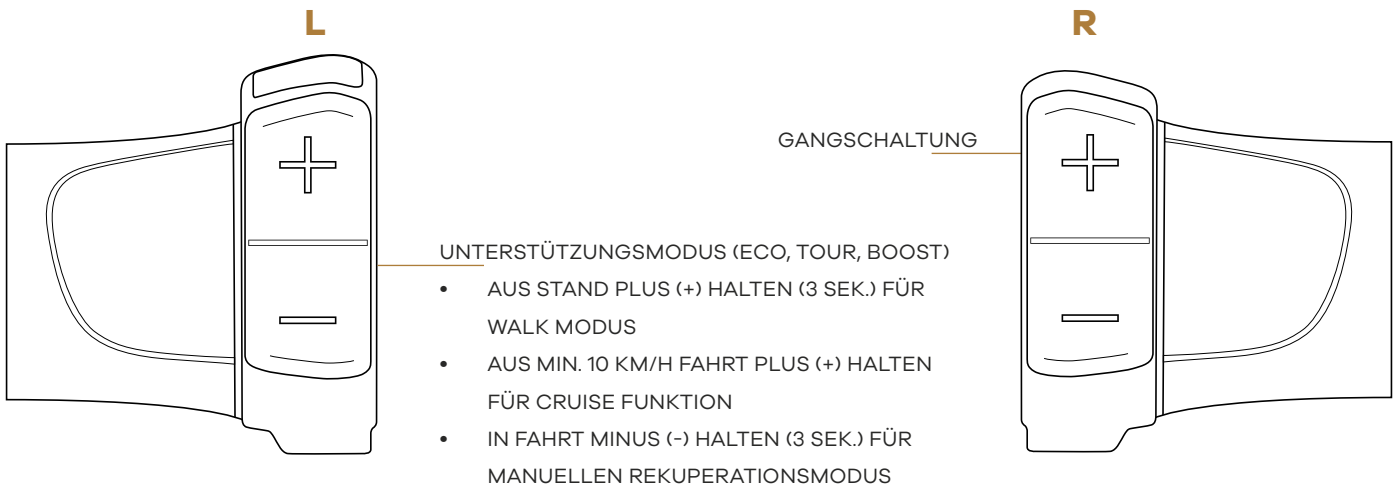 L
R
GANGSCHALTUNG
UNTERSTÜTZUNGSMODUS (ECO, TOUR, BOOST)
• AUS STAND PLUS (+) HALTEN (3 SEK.) FÜR
WALK MODUS
• AUS MIN. 10 KM/H FAHRT PLUS (+) HALTEN
FÜR CRUISE FUNKTION
• IN FAHRT MINUS (-) HALTEN (3 SEK.) FÜR
MANUELLEN REKUPERATIONSMODUS